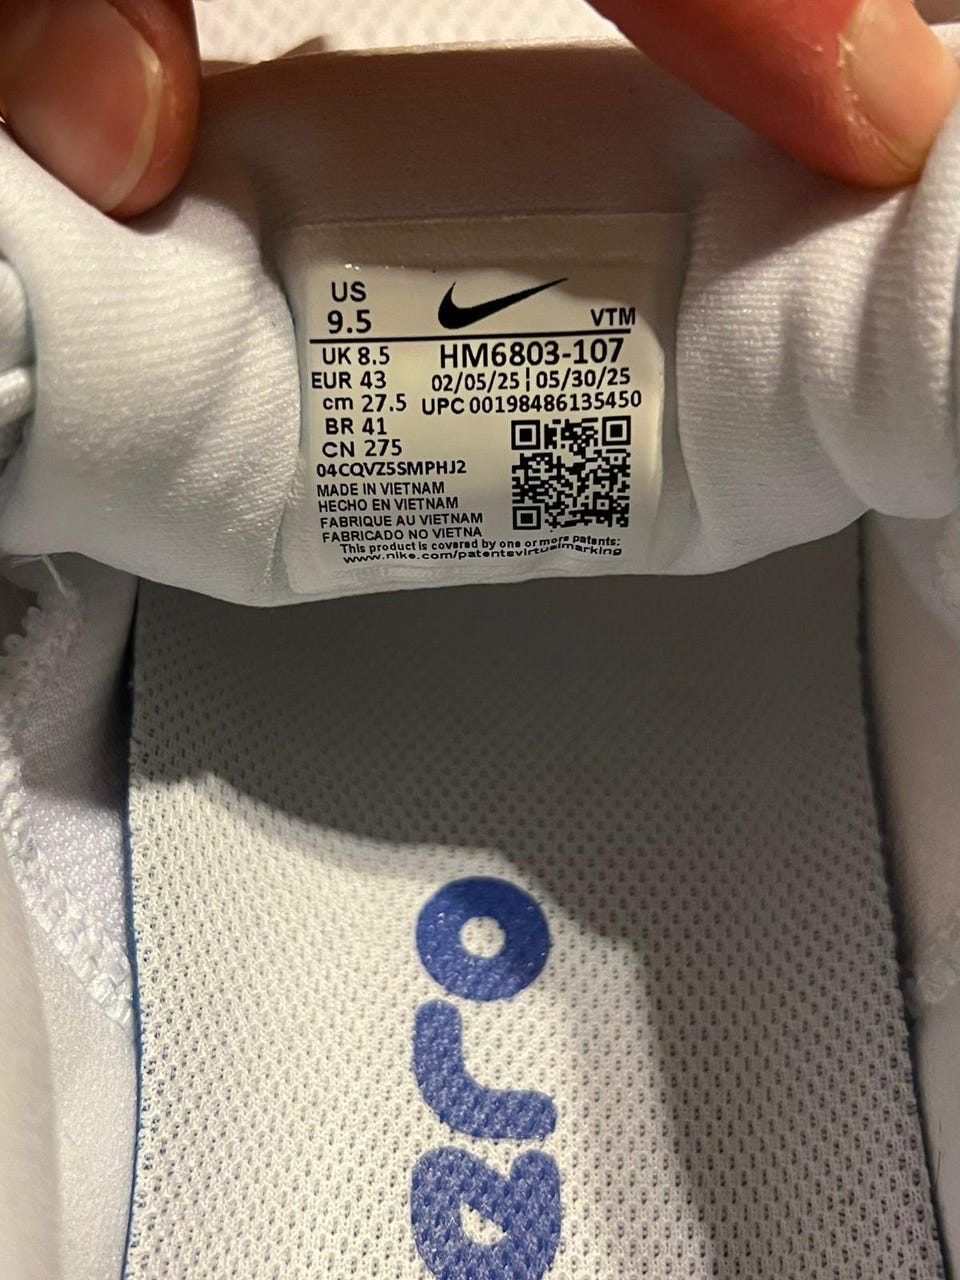 US
9.5
VTM
UK 8.5
EUR 43
cm 27.5
BR 41
CN 275
HM6803-107
02/05/25 | 05/30/25
UPC 00198486135450
04CQVZ5SMPHJ2
MADE IN VIETNAM
HECHO EN VIETNAM
FABRIQUE AU VIETNAM
FABRICADO NO VIETNA
This product is covered by one or more patents:
www.nike.com/patentsvirtualmarking
ero